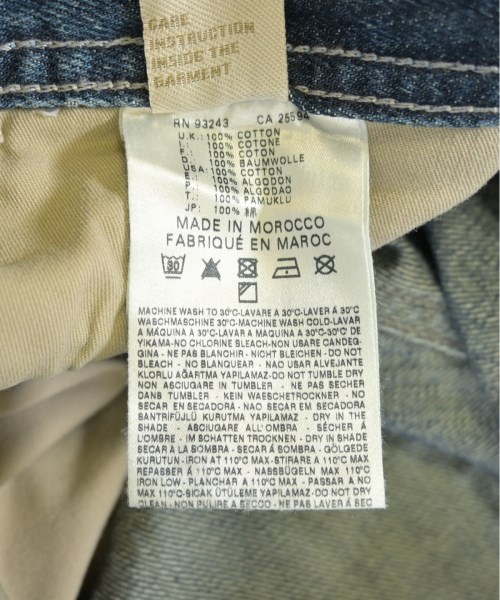 CARE
INSTRUCTION
INSIDE THE
GARMENT
RN 93243 CA 25594
U.K.: 100% COTTON
I.: 100% COTONE
F.: 100% COTON
D.: 100% BAUMWOLLE
USA: 100% COTTON
E.: 100% ALGODON
P.: 100% ALGODAO
T.: 100% PAMUKLU
JP.: 100% 綿
MADE IN MOROCCO
FABRIQUÉ EN MAROC
30
MACHINE WASH TO 30°C-LAVARE A 30°C-LAVER Á 30°C
WASCHMASCHINE 30°C-MACHINE WASH COLD-LAVAR
A MÁQUINA A 30°C-LAVAR A MAQUINA A 30°C-30°C' DE
YIKAMA-NO CHLORINE BLEACH-NON USARE CANDEG-
GINA - NE PAS BLANCHIR - NICHT BLEICHEN - DO NOT
BLEACH - NO BLANQUEAR - NAO USAR ALVEJANTE
KLORLU AĞARTMA YAPILAMAZ-DO NOT TUMBLE DRY
NON ASCIUGARE IN TUMBLER - NE PAS SECHER
DANS TUMBLER - KEIN WAESCHETROCKNER - NO
SECAR EN SECADORA - NAO SECAR EM SECADORA
SANTRİFÜJLÜ KURUTMA YAPILAMAZ - DRY IN THE
SHADE - ASCIUGARE ALL'OMBRA - SÉCHER Á
L'OMBRE - IM SCHATTEN TROCKNEN - DRY IN SHADE
SECAR A LA SOMBRA - SECAR Á SOMBRA - GÖLGEDE
KURUTUN - IRON AT 110°C MAX-STIRARE A 110°C MAX
REPASSER Á 110°C MAX - NASSBÜGELN MAX 110°C
IRON LOW - PLANCHAR A 110°C MAX - PASSAR A NO
MAX 110°C-SICAK ÜTÜLEME YAPILAMAZ-DO NOT DRY
CLEAN - NON PULIRE A SECCO - NE PAS LAVER Á SEC